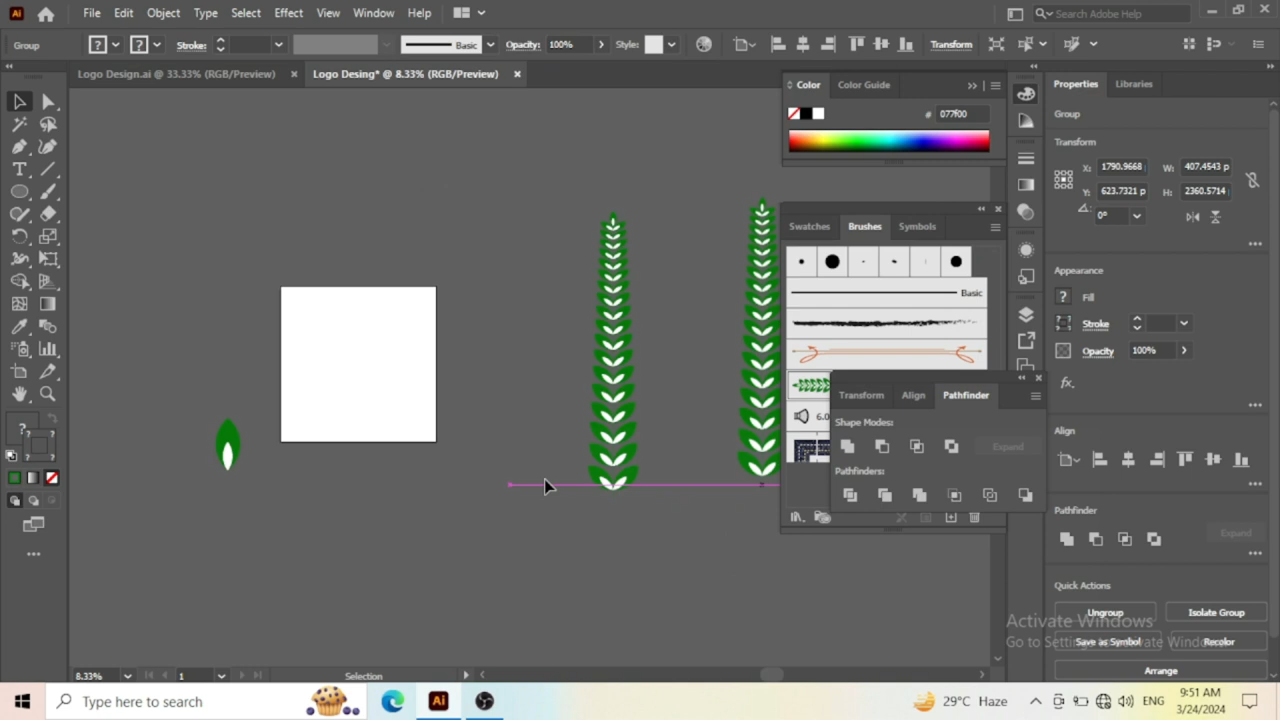 Ai File Edit Object Type Select Effect View Window Help Search Adobe Help
Group Stroke: Basic Opacity: 100% Style: Transform
Logo Design.ai @ 33.33% (RGB/Preview) × Logo Desing* @ 8.33% (RGB/Preview) ×
Color Color Guide
# 077f00
Swatches Brushes Symbols
Basic
6.0
Transform Align Pathfinder
Shape Modes:
Expand
Pathfinders:
Properties Libraries
Group
Transform
X: 1790.9668 W: 407.4543 p
Y: 623.7321 p H: 2360.5714
0°
Appearance
? Fill
Stroke
Opacity 100%
fx.
Align
Pathfinder
Expand
Quick Actions
Ungroup Isolate Group
Save as Symbol Recolor
Arrange
Activate Windows
Go to Settings to activate Windows.
8.33% 1 Selection
Type here to search
Ai
29°C Haze
ENG
9:51 AM
3/24/2024